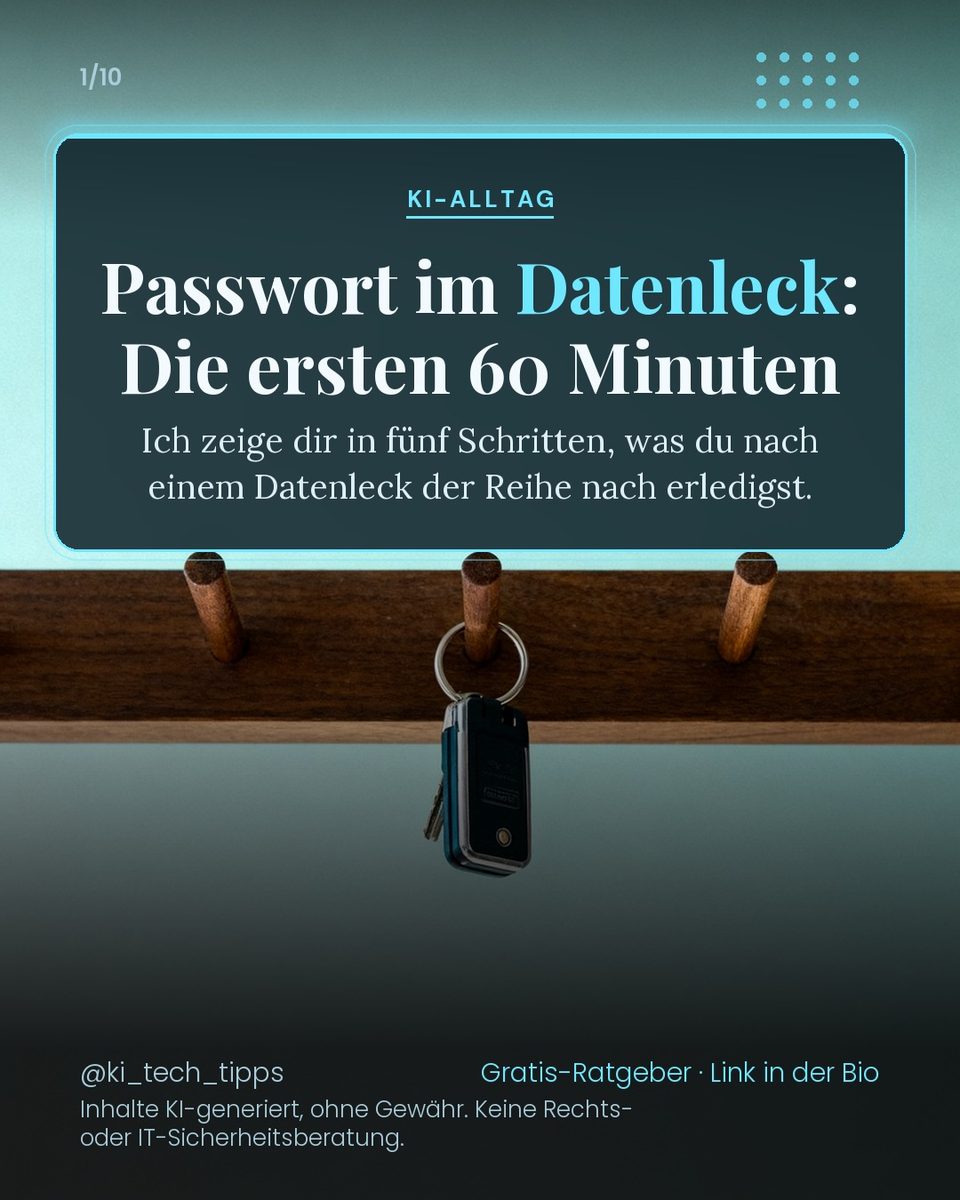 1/10
KI-ALLTAG
Passwort im Datenleck:
Die ersten 60 Minuten
Ich zeige dir in fünf Schritten, was du nach
einem Datenleck der Reihe nach erledigst.
@ki_tech_tipps
Gratis-Ratgeber · Link in der Bio
Inhalte KI-generiert, ohne Gewähr. Keine Rechts-
oder IT-Sicherheitsberatung.